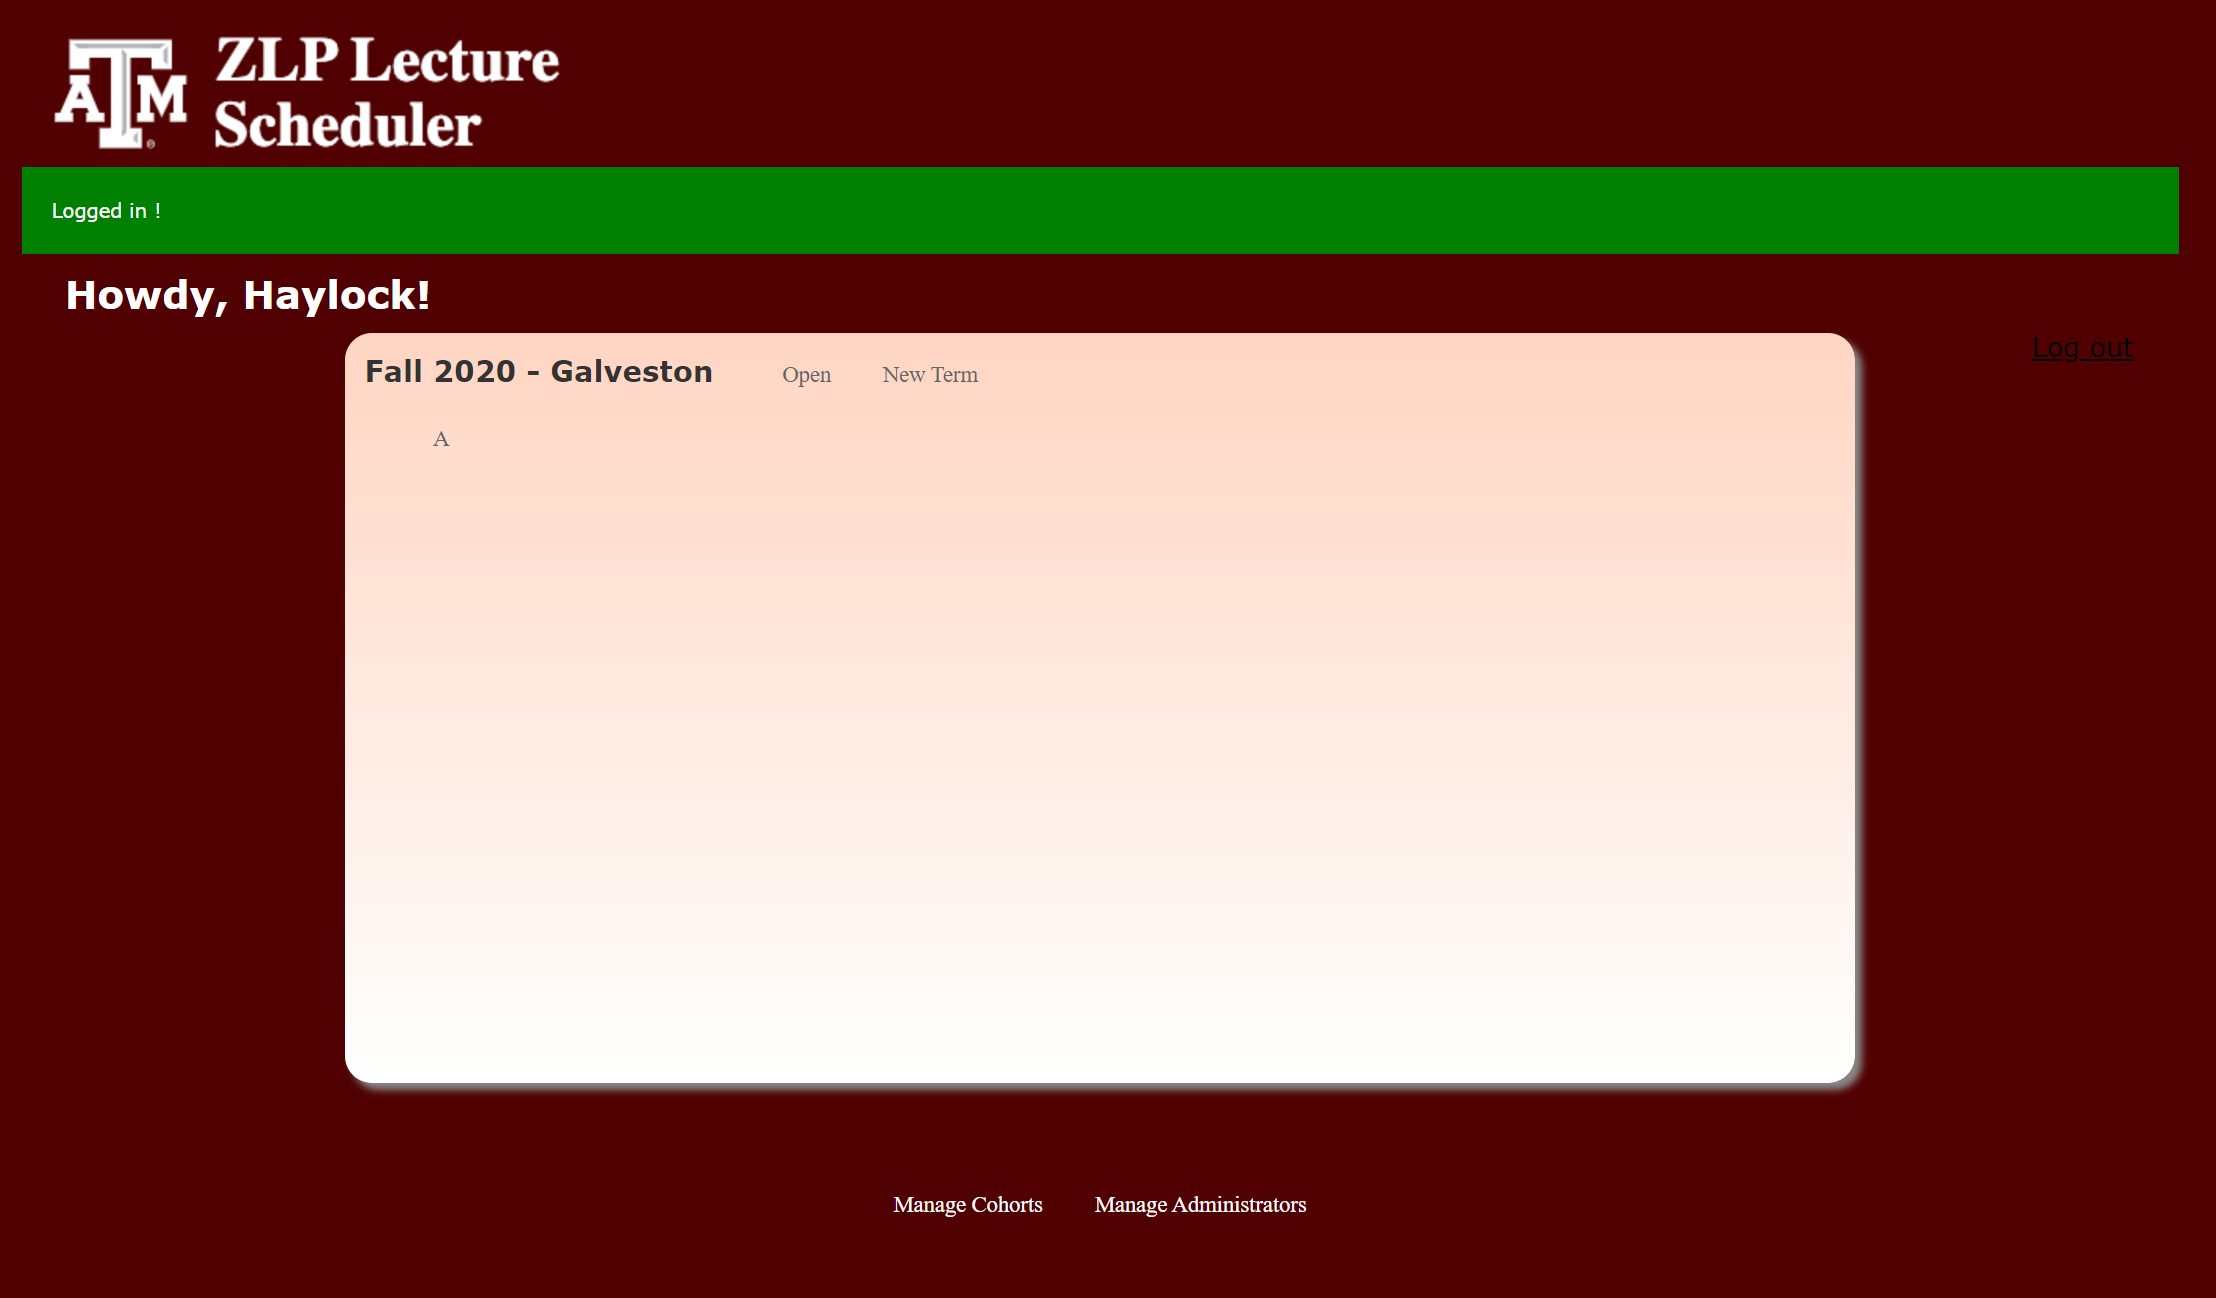 ATM ® ZLP Lecture
Scheduler
Logged in !
Howdy, Haylock!
Log out
Fall 2020 - Galveston Open New Term
A
Manage Cohorts Manage Administrators